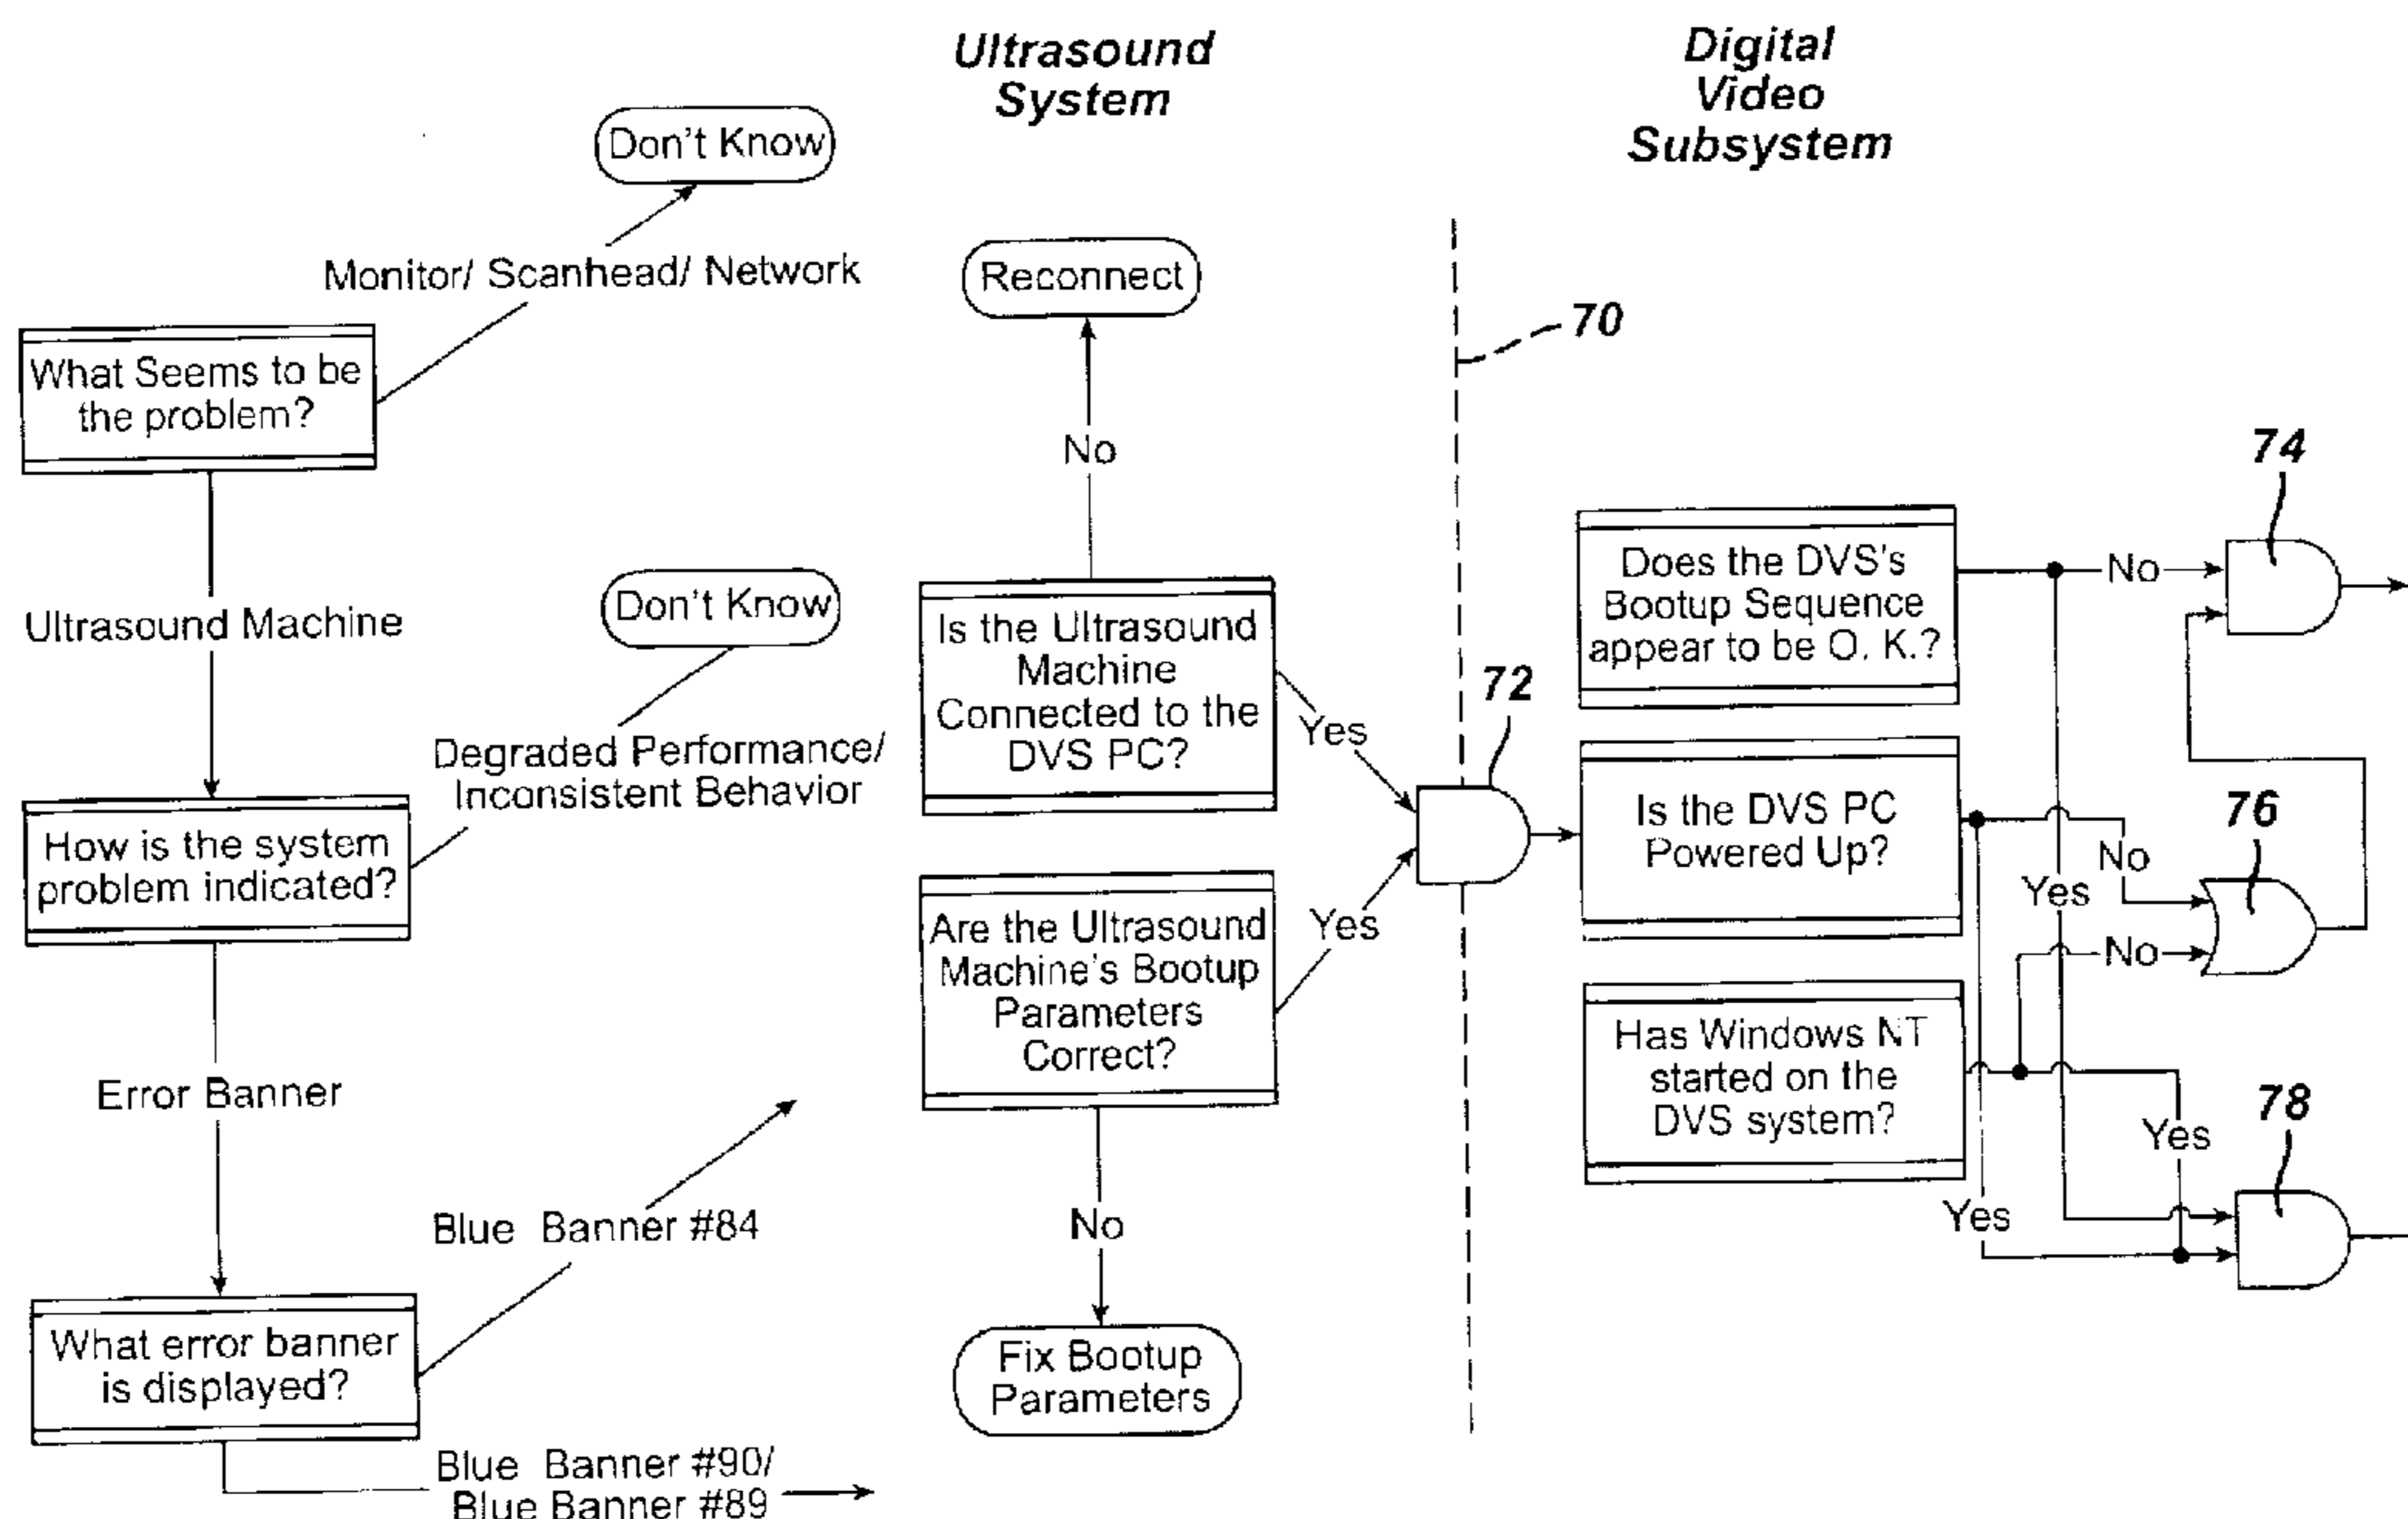 Ultrasound
System
Digital
Video
Subsystem
Don't Know
Monitor/ Scanhead/ Network
What Seems to be
the problem?
Ultrasound Machine
Don't Know
Degraded Performance/
Inconsistent Behavior
How is the system
problem indicated?
Error Banner
Blue Banner #84
What error banner
is displayed?
Blue Banner #90/
Blue Banner #89
Reconnect
No
Is the Ultrasound
Machine
Connected to the
DVS PC?
Yes
Are the Ultrasound
Machine's Bootup
Parameters
Correct?
Yes
No
Fix Bootup
Parameters
70
72
Does the DVS's
Bootup Sequence
appear to be O. K.?
No
74
Is the DVS PC
Powered Up?
No
Yes
76
No
Has Windows NT
started on the
DVS system?
Yes
Yes
78